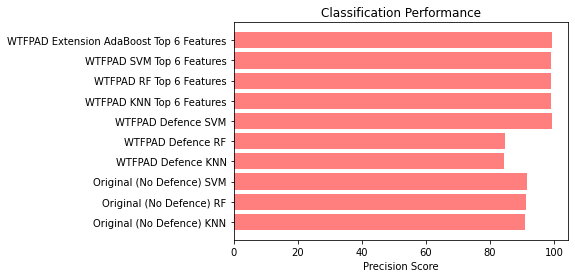 Classification Performance
WTFPAD Extension AdaBoost Top 6 Features
WTFPAD SVM Top 6 Features
WTFPAD RF Top 6 Features
WTFPAD KNN Top 6 Features
WTFPAD Defence SVM
WTFPAD Defence RF
WTFPAD Defence KNN
Original (No Defence) SVM
Original (No Defence) RF
Original (No Defence) KNN
0 20 40 60 80 100
Precision Score